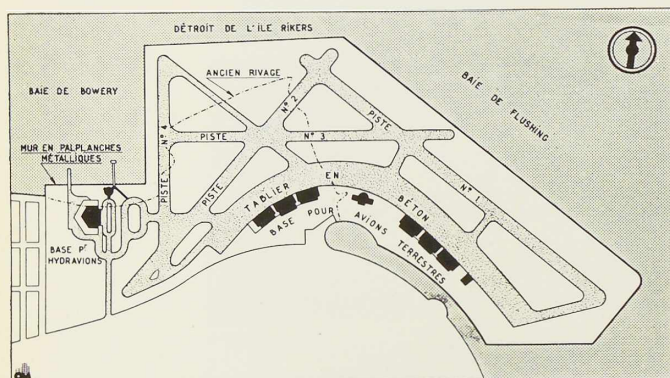 DÉTROIT DE L'ÎLE RIKERS
BAIE DE BOWERY
ANCIEN RIVAGE
BAIE DE FLUSHING
MUR EN PALPLANCHES
MÉTALLIQUES
PISTE N° 4
PISTE N° 3
PISTE N° 2
PISTE N° 1
TABLIER EN BÉTON
BASE POUR AVIONS TERRESTRES
BASE Pr
HYDRAVIONS